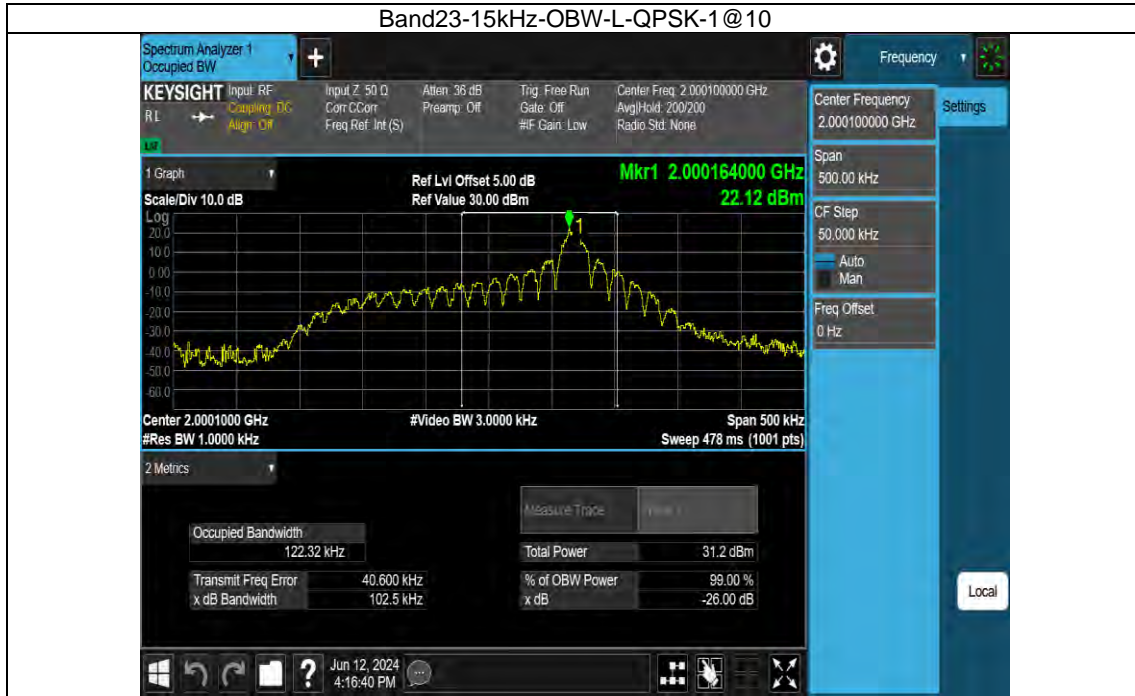 Band23-15kHz-OBW-L-QPSK-1@10
Spectrum Analyzer 1
Occupied BW
+
Frequency
KEYSIGHT
RL
Input: RF
Coupling: DC
Align: Off
Input Z: 50 Ω
Corr CCorr
Freq Ref: Int (S)
Atten: 36 dB
Preamp: Off
Trig: Free Run
Gate: Off
#IF Gain: Low
Center Freq: 2.000100000 GHz
Avg|Hold: 200/200
Radio Std: None
Center Frequency
2.000100000 GHz
Settings
Span
500.00 kHz
CF Step
50.000 kHz
Auto
Man
Freq Offset
0 Hz
1 Graph
Scale/Div 10.0 dB
Ref Lvl Offset 5.00 dB
Ref Value 30.00 dBm
Mkr1 2.000164000 GHz
22.12 dBm
Log
20.0
10.0
0.00
-10.0
-20.0
-30.0
-40.0
-50.0
-60.0
1
Center 2.0001000 GHz
#Video BW 3.0000 kHz
Span 500 kHz
#Res BW 1.0000 kHz
Sweep 478 ms (1001 pts)
2 Metrics
Measure Trace
Occupied Bandwidth
122.32 kHz
Total Power 31.2 dBm
Transmit Freq Error 40.600 kHz
% of OBW Power 99.00 %
x dB Bandwidth 102.5 kHz
x dB -26.00 dB
Local
?
Jun 12, 2024
4:16:40 PM